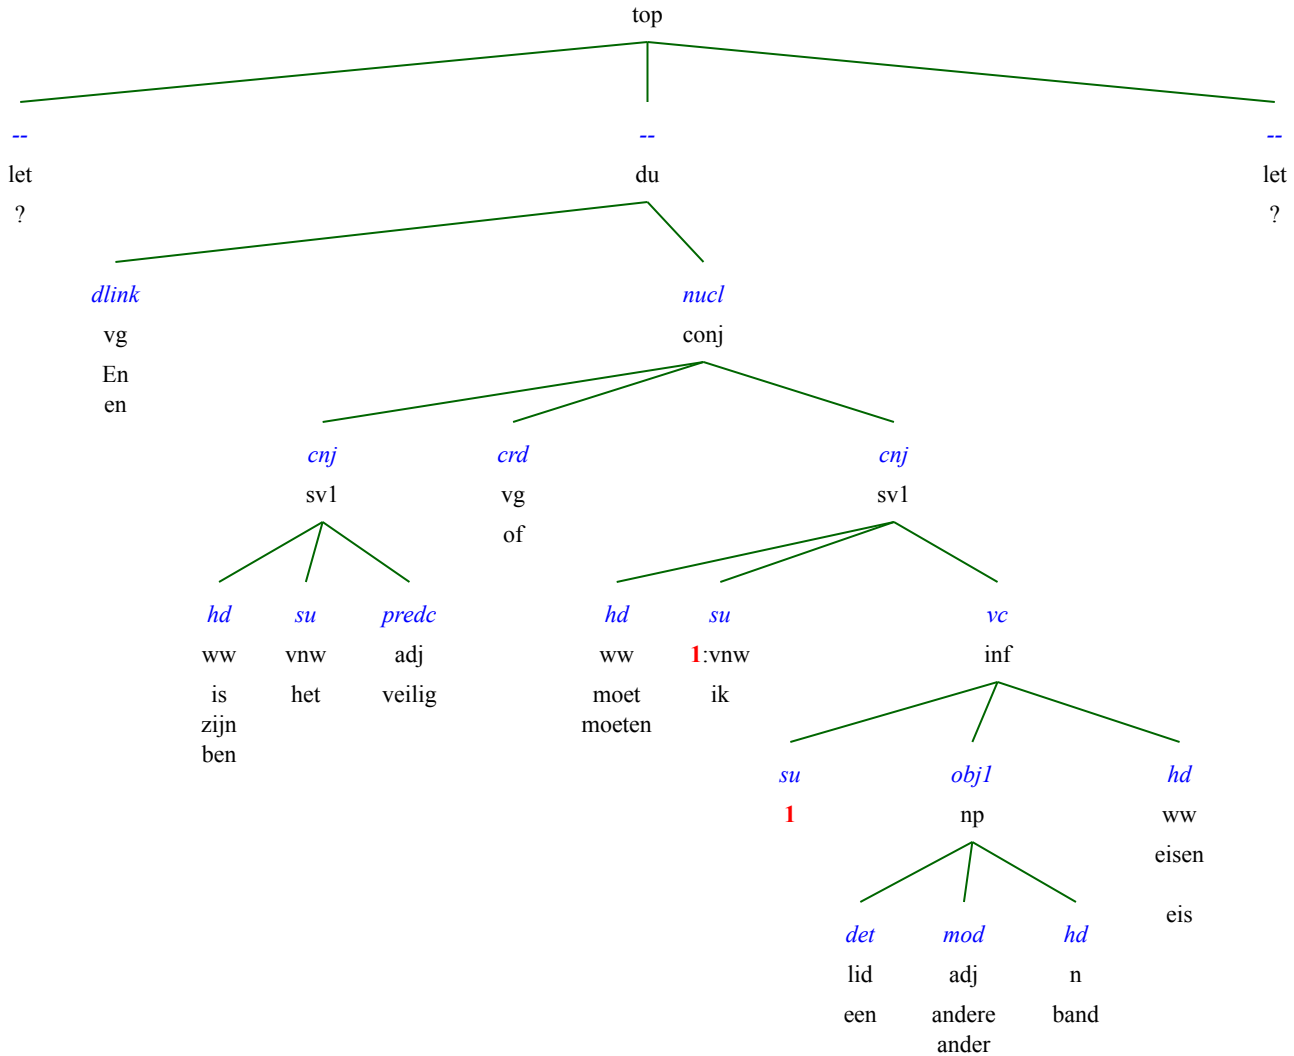 top
-- -- --
let du let
? ?
dlink nucl
vg conj
En
en
cnj crd cnj
sv1 vg sv1
of
hd su predc hd su vc
ww vnw adj ww 1:vnw inf
is het veilig moet ik
zijn moeten
ben
su obj1 hd
1 np ww
eisen
eis
det mod hd
lid adj n
een andere band
ander